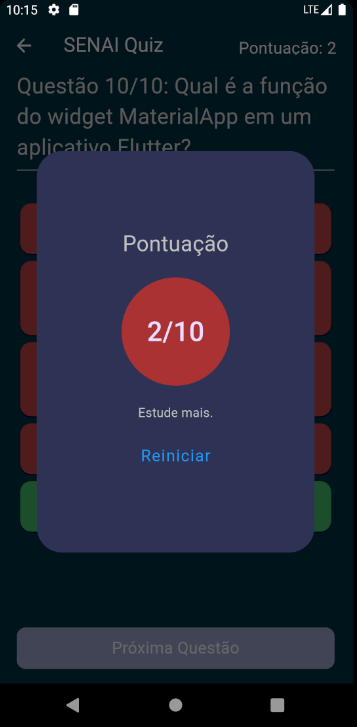 10:15
LTE
SENAI Quiz
Pontuação: 2
Questão 10/10: Qual é a função
do widget MaterialApp em um
aplicativo Flutter?
Pontuação
2/10
Estude mais.
Reiniciar
Próxima Questão